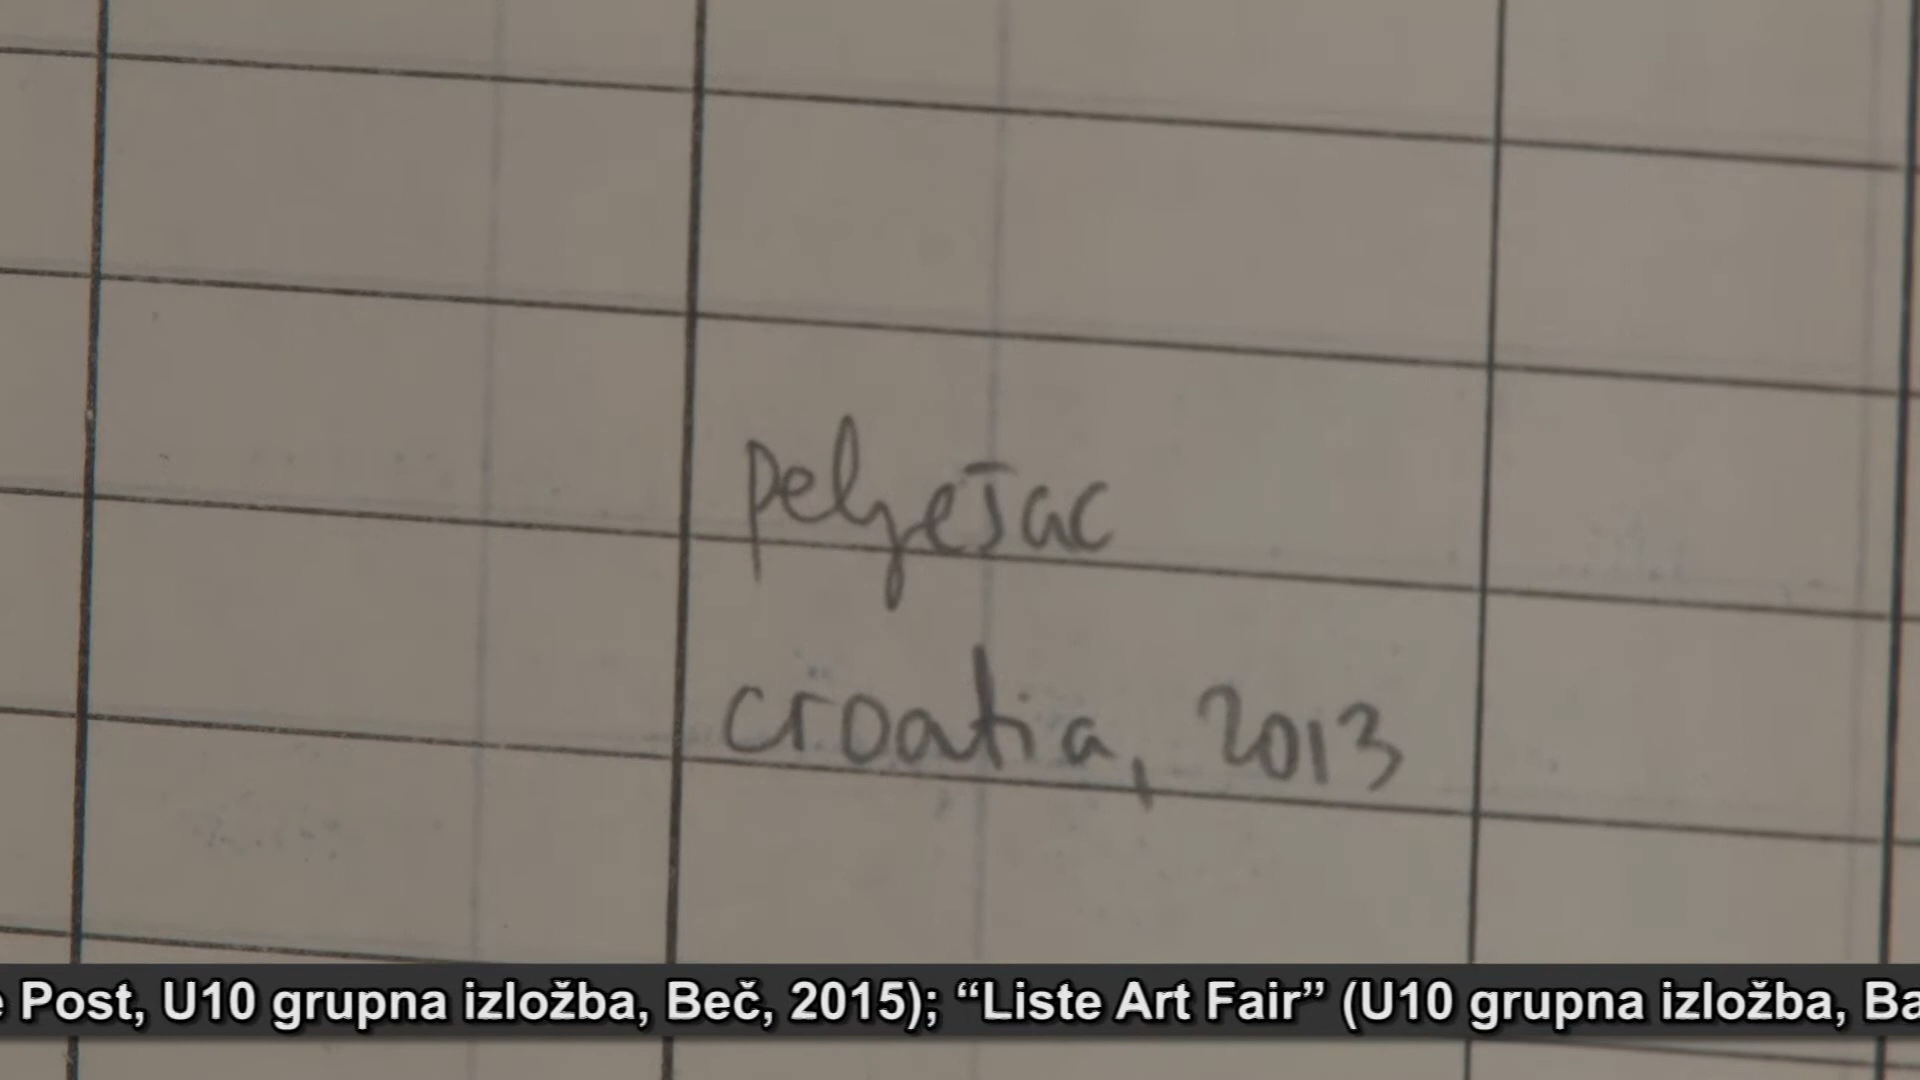 pelješac
croatia, 2013
Post, U10 grupna izložba, Beč, 2015); “Liste Art Fair” (U10 grupna izložba, Ba